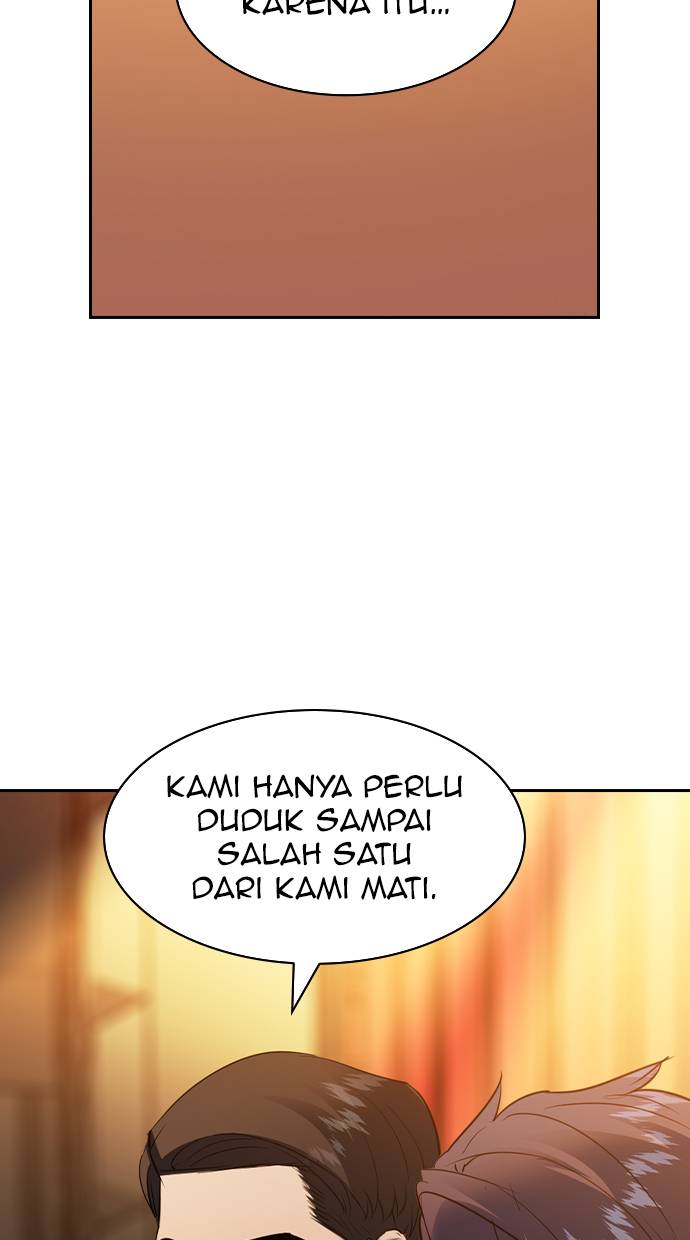 KARENA ITU...
KAMI HANYA PERLU
DUDUK SAMPAI
SALAH SATU
DARI KAMI MATI.